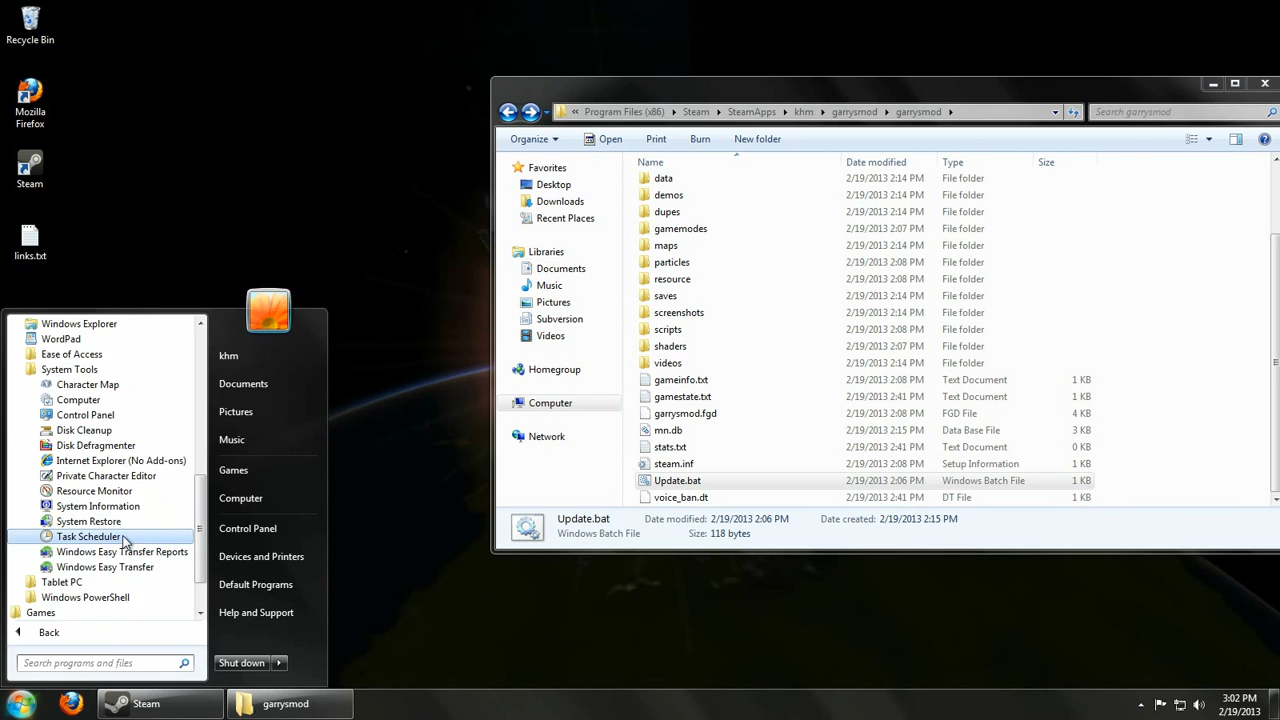 Recycle Bin
Mozilla
Firefox
Steam
links.txt
Windows Explorer
WordPad
Ease of Access
System Tools
Character Map
Computer
Control Panel
Disk Cleanup
Disk Defragmenter
Internet Explorer (No Add-ons)
Private Character Editor
Resource Monitor
System Information
System Restore
Task Scheduler
Windows Easy Transfer Reports
Windows Easy Transfer
Tablet PC
Windows PowerShell
Games
Back
Search programs and files
khm
Documents
Pictures
Music
Games
Computer
Control Panel
Devices and Printers
Default Programs
Help and Support
Shut down
« Program Files (x86) Steam SteamApps khm garrysmod garrysmod
Search garrysmod
Organize Open Print Burn New folder
Favorites
Desktop
Downloads
Recent Places
Libraries
Documents
Music
Pictures
Subversion
Videos
Homegroup
Computer
Network
Name Date modified Type Size
data 2/19/2013 2:14 PM File folder
demos 2/19/2013 2:14 PM File folder
dupes 2/19/2013 2:14 PM File folder
gamemodes 2/19/2013 2:07 PM File folder
maps 2/19/2013 2:14 PM File folder
particles 2/19/2013 2:08 PM File folder
resource 2/19/2013 2:08 PM File folder
saves 2/19/2013 2:14 PM File folder
screenshots 2/19/2013 2:14 PM File folder
scripts 2/19/2013 2:08 PM File folder
shaders 2/19/2013 2:07 PM File folder
videos 2/19/2013 2:14 PM File folder
gameinfo.txt 2/19/2013 2:08 PM Text Document 1 KB
gamestate.txt 2/19/2013 2:08 PM Text Document 1 KB
garrysmod.fgd 2/19/2013 2:08 PM FGD File 4 KB
mn.db 2/19/2013 2:15 PM Data Base File 3 KB
stats.txt 2/19/2013 2:41 PM Text Document 0 KB
steam.inf 2/19/2013 2:08 PM Setup Information 1 KB
Update.bat 2/19/2013 2:06 PM Windows Batch File 1 KB
voice_ban.dt 2/19/2013 2:41 PM DT File 1 KB
Update.bat Date modified: 2/19/2013 2:06 PM Date created: 2/19/2013 2:15 PM
Windows Batch File Size: 118 bytes
Steam
garrysmod
3:02 PM
2/19/2013